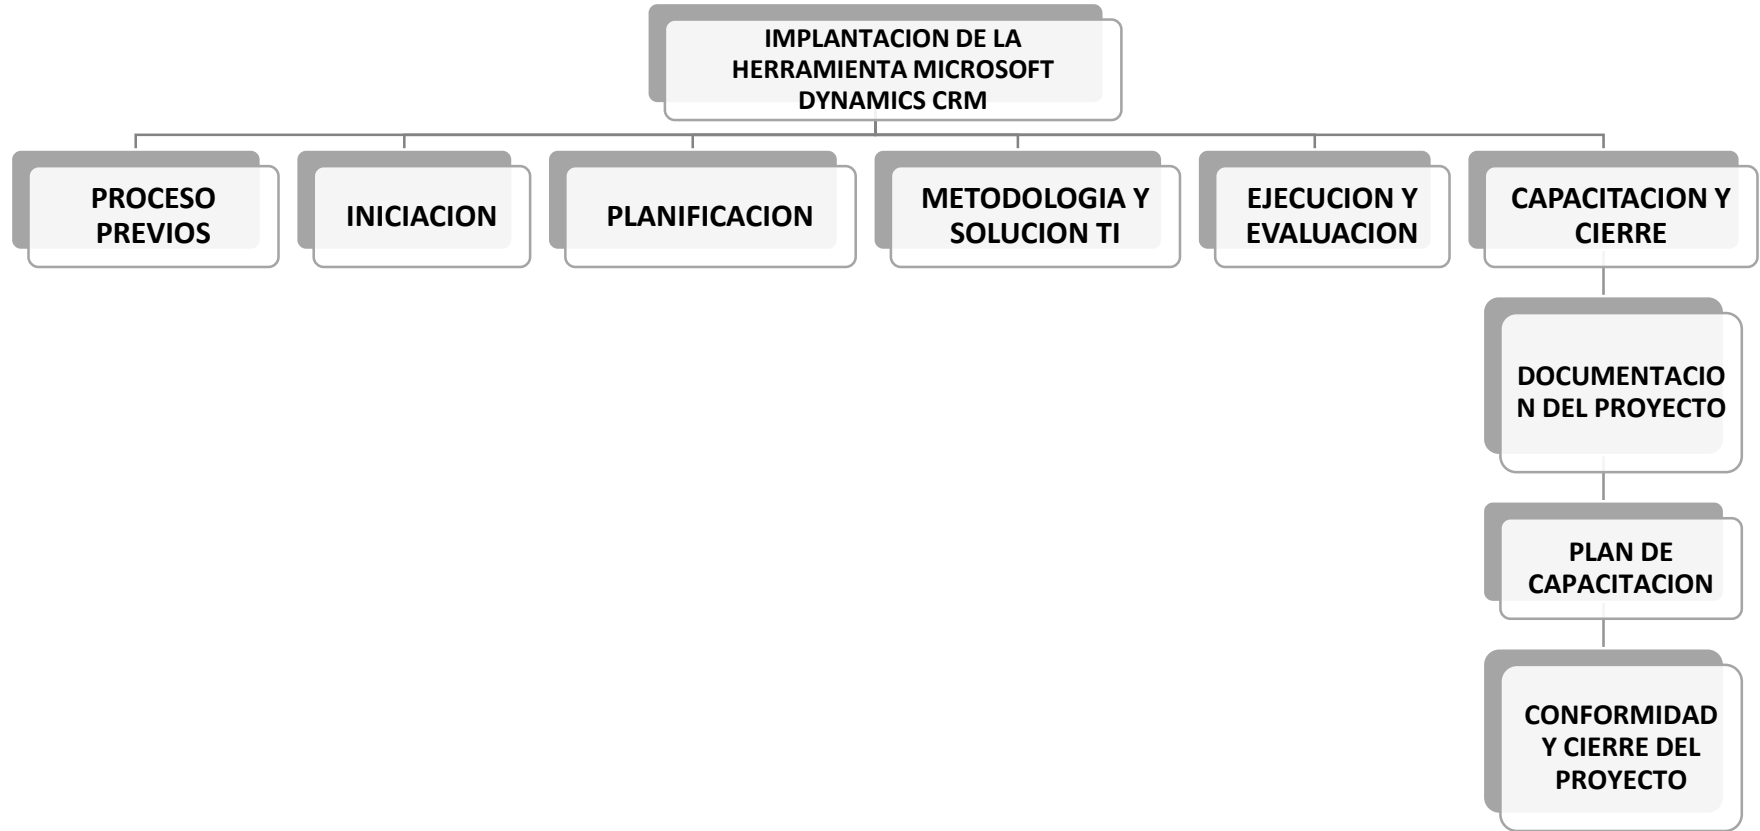 IMPLANTACION DE LA
HERRAMIENTA MICROSOFT
DYNAMICS CRM
PROCESO
PREVIOS
INICIACION
PLANIFICACION
METODOLOGIA Y
SOLUCION TI
EJECUCION Y
EVALUACION
CAPACITACION Y
CIERRE
DOCUMENTACIO
N DEL PROYECTO
PLAN DE
CAPACITACION
CONFORMIDAD
Y CIERRE DEL
PROYECTO